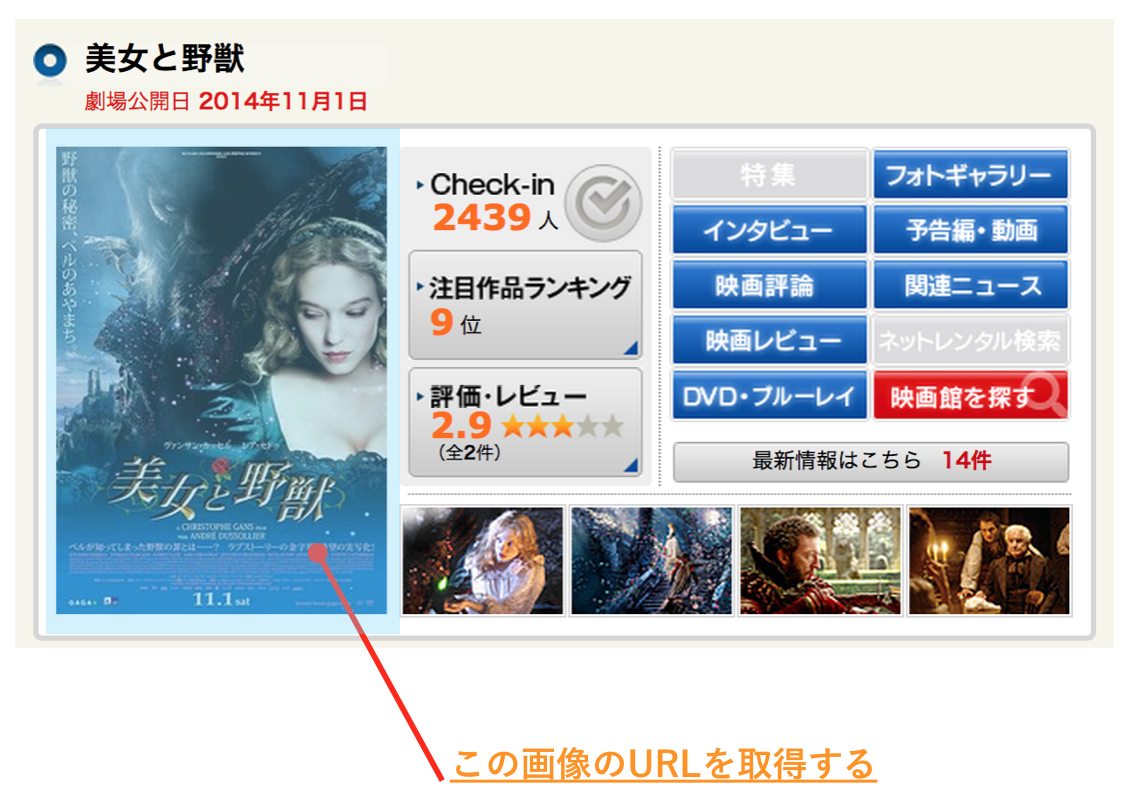 美女と野獣
劇場公開日 2014年11月1日
野獣の秘密、ベルのあやまち。
ヴァンサン・カッセル レア・セドゥ
美女と野獣
A CHRISTOPHE GANS FILM
ANDRÉ DUSSOLLIER
ベルが知ってしまった野獣の罪とは──？ ラブストーリーの金字
の実写化！
GAGA
11.1 sat
Check-in
2439 人
注目作品ランキング
9 位
評価・レビュー
2.9
（全2件）
特集
フォトギャラリー
インタビュー
予告編・動画
映画評論
関連ニュース
映画レビュー
ネットレンタル検索
DVD・ブルーレイ
映画館を探す
最新情報はこちら 14件
この画像のURLを取得する